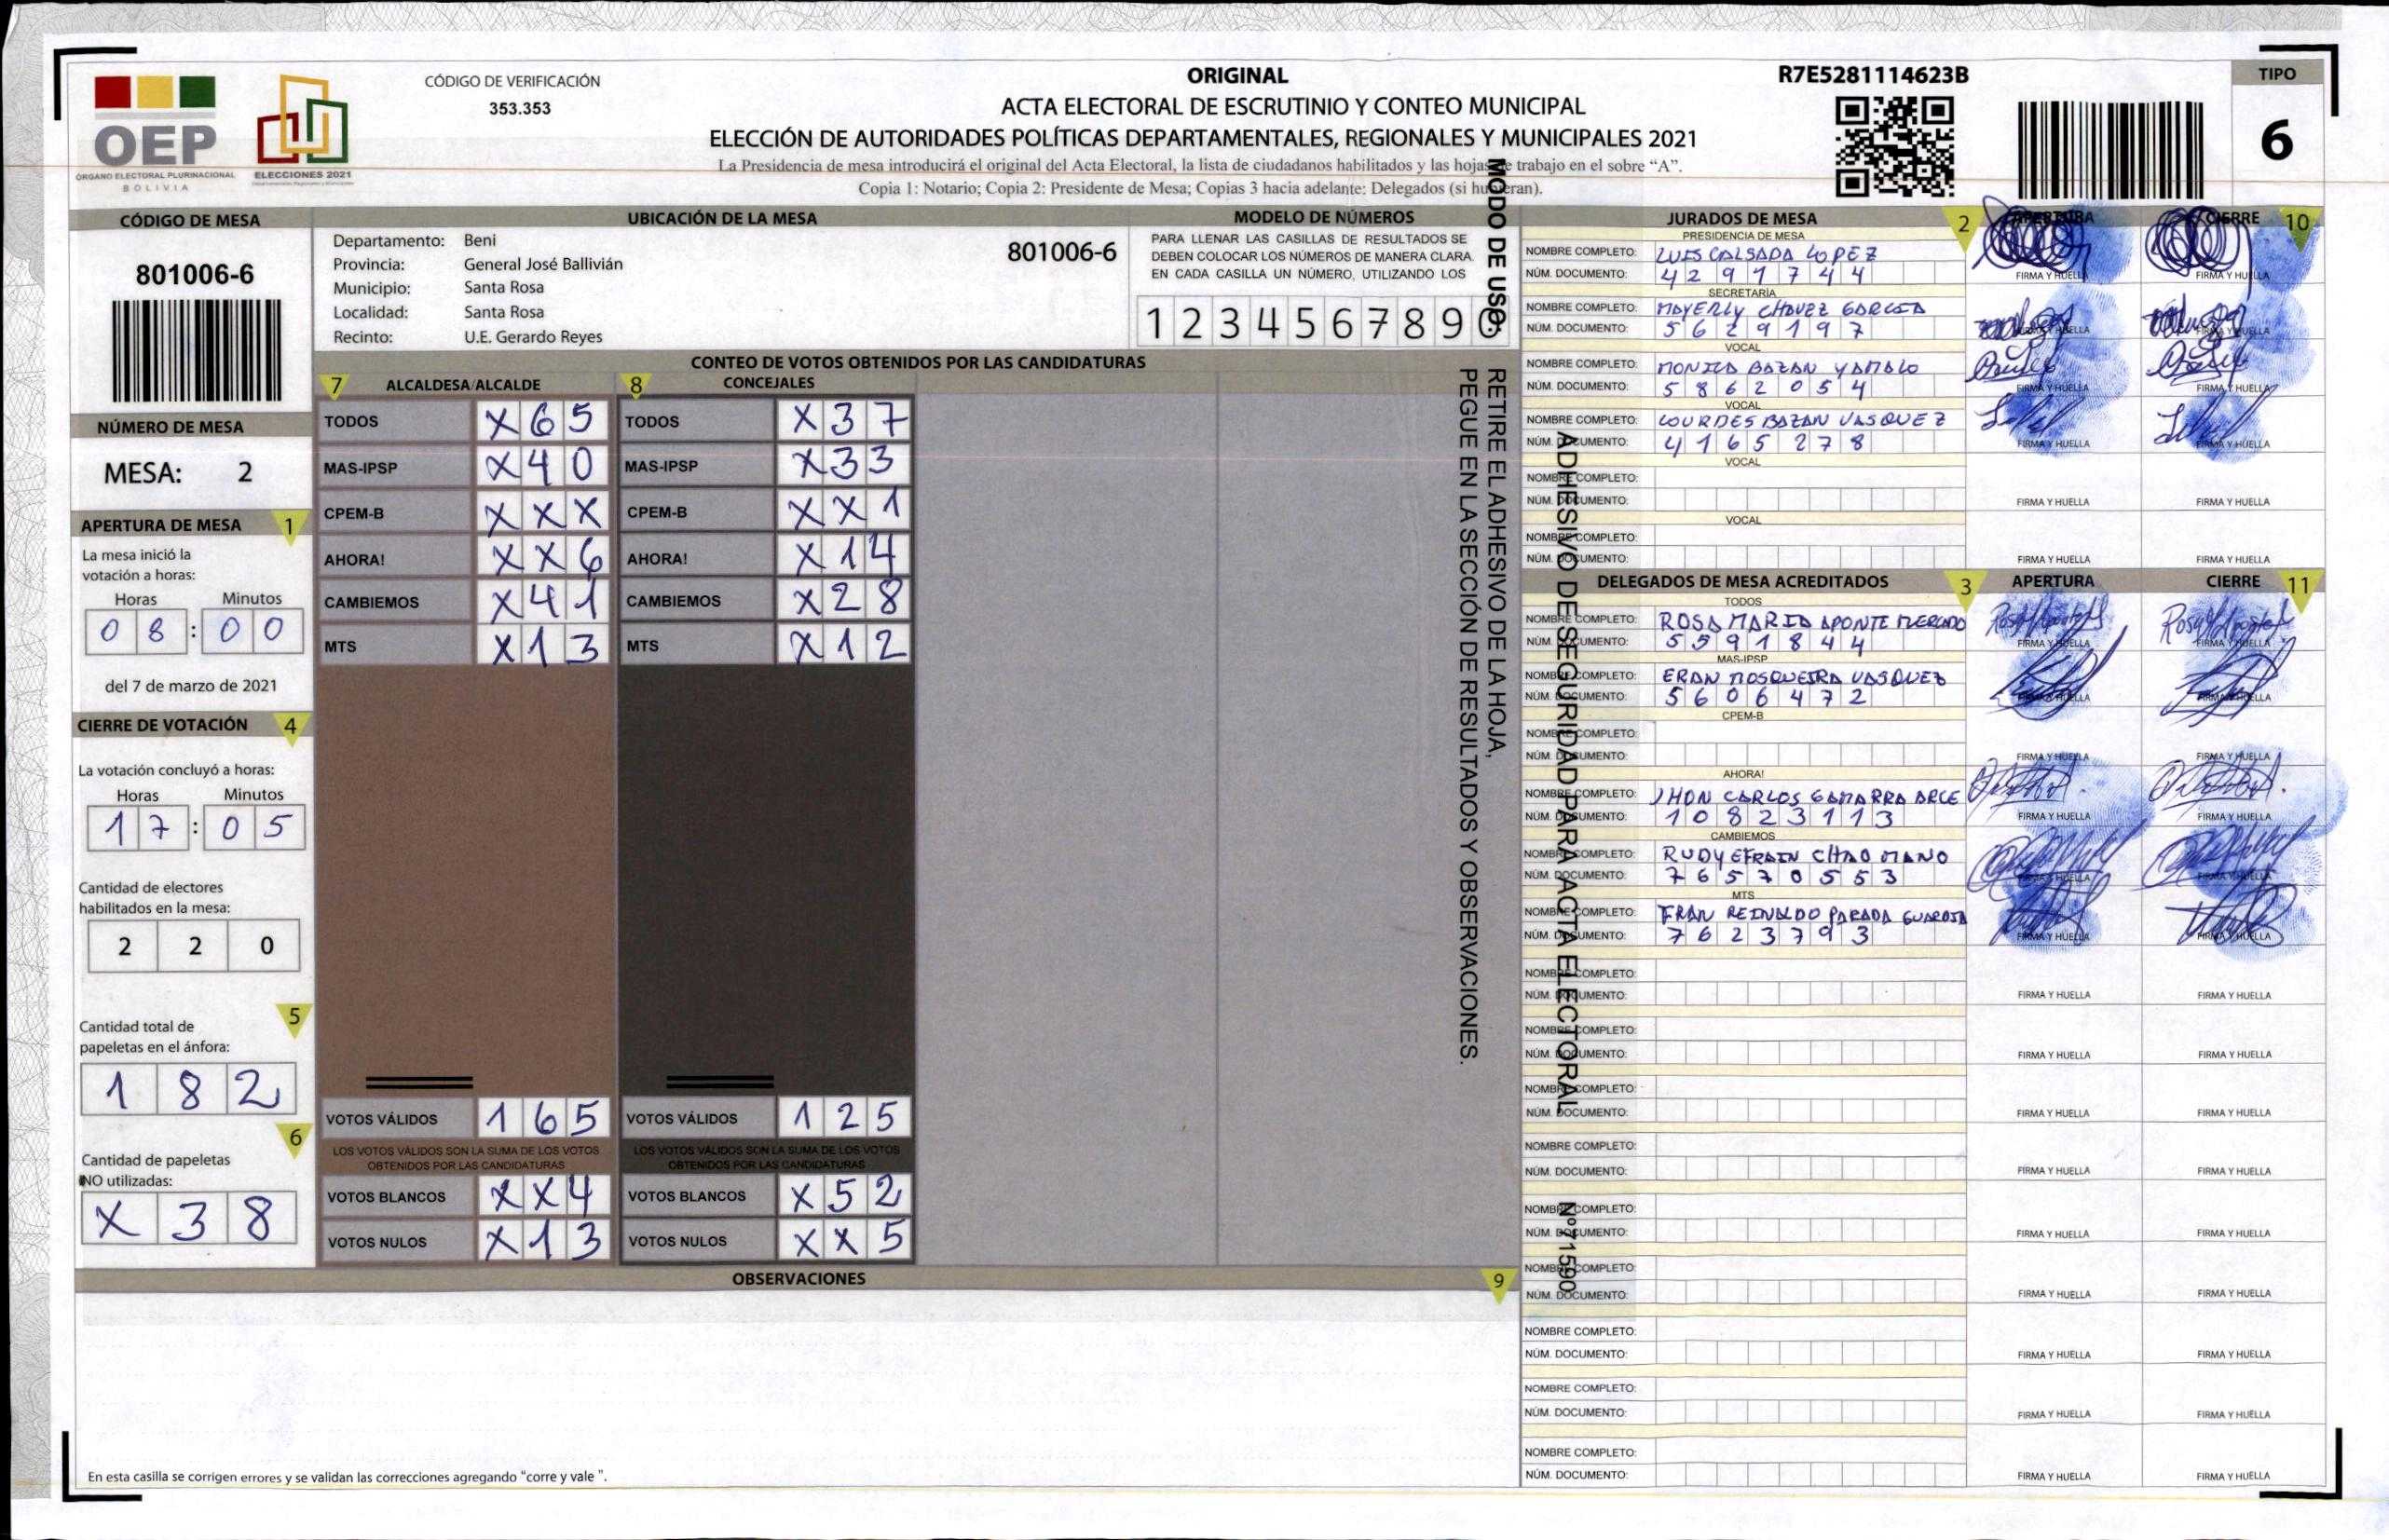 OEP
ÓRGANO ELECTORAL PLURINACIONAL
BOLIVIA
ELECCIONES 2021
CÓDIGO DE VERIFICACIÓN
353.353
ORIGINAL
ACTA ELECTORAL DE ESCRUTINIO Y CONTEO MUNICIPAL
ELECCIÓN DE AUTORIDADES POLÍTICAS DEPARTAMENTALES, REGIONALES Y MUNICIPALES 2021
La Presidencia de mesa introducirá el original del Acta Electoral, la lista de ciudadanos habilitados y las hojas de trabajo en el sobre “A”.
Copia 1: Notario; Copia 2: Presidente de Mesa; Copias 3 hacia adelante: Delegados (si hubieran).
R7E5281114623B
TIPO
6
CÓDIGO DE MESA
801006-6
NÚMERO DE MESA
MESA: 2
APERTURA DE MESA 1
La mesa inició la
votación a horas:
Horas Minutos
0 8 : 0 0
del 7 de marzo de 2021
CIERRE DE VOTACIÓN 4
La votación concluyó a horas:
Horas Minutos
1 7 : 0 5
Cantidad de electores
habilitados en la mesa:
2 2 0
5
Cantidad total de
papeletas en el ánfora:
1 8 2
6
Cantidad de papeletas
NO utilizadas:
X 3 8
UBICACIÓN DE LA MESA
Departamento: Beni
801006-6
Provincia: General José Ballivián
Municipio: Santa Rosa
Localidad: Santa Rosa
Recinto: U.E. Gerardo Reyes
MODELO DE NÚMEROS
PARA LLENAR LAS CASILLAS DE RESULTADOS SE
DEBEN COLOCAR LOS NÚMEROS DE MANERA CLARA
EN CADA CASILLA UN NÚMERO, UTILIZANDO LOS
1 2 3 4 5 6 7 8 9 0
CONTEO DE VOTOS OBTENIDOS POR LAS CANDIDATURAS
7 ALCALDESA/ALCALDE
TODOS X 6 5
MAS-IPSP X 4 0
CPEM-B X X X
AHORA! X X 6
CAMBIEMOS X 4 1
MTS X 1 3
VOTOS VÁLIDOS 1 6 5
LOS VOTOS VÁLIDOS SON LA SUMA DE LOS VOTOS
OBTENIDOS POR LAS CANDIDATURAS
VOTOS BLANCOS X X 4
VOTOS NULOS X 1 3
8 CONCEJALES
TODOS X 3 7
MAS-IPSP X 3 3
CPEM-B X X 1
AHORA! X 1 4
CAMBIEMOS X 2 8
MTS X 1 2
VOTOS VÁLIDOS 1 2 5
LOS VOTOS VÁLIDOS SON LA SUMA DE LOS VOTOS
OBTENIDOS POR LAS CANDIDATURAS
VOTOS BLANCOS X 5 2
VOTOS NULOS X X 5
MODO DE USO:
RETIRE EL ADHESIVO DE LA HOJA,
PEGUE EN LA SECCIÓN DE RESULTADOS Y OBSERVACIONES.
ADHESIVO DE SEGURIDAD PARA ACTA ELECTORAL
Nº71590
OBSERVACIONES 9
En esta casilla se corrigen errores y se validan las correcciones agregando “corre y vale ”.
JURADOS DE MESA 2 APERTURA CIERRE 10
PRESIDENCIA DE MESA
NOMBRE COMPLETO: LUIS CALSADA LOPEZ
NÚM. DOCUMENTO: 4 2 9 1 7 4 4 FIRMA Y HUELLA FIRMA Y HUELLA
SECRETARÍA
NOMBRE COMPLETO: MAYERLY CHAVEZ GARCIA
NÚM. DOCUMENTO: 5 6 2 9 1 9 7 FIRMA Y HUELLA FIRMA Y HUELLA
VOCAL
NOMBRE COMPLETO: MONICA BAZAN YAMALO
NÚM. DOCUMENTO: 5 8 6 2 0 5 4 FIRMA Y HUELLA FIRMA Y HUELLA
VOCAL
NOMBRE COMPLETO: LOURDES BAZAN VASQUEZ
NÚM. DOCUMENTO: 4 1 6 5 2 7 8 FIRMA Y HUELLA FIRMA Y HUELLA
VOCAL
NOMBRE COMPLETO:
NÚM. DOCUMENTO: FIRMA Y HUELLA FIRMA Y HUELLA
VOCAL
NOMBRE COMPLETO:
NÚM. DOCUMENTO: FIRMA Y HUELLA FIRMA Y HUELLA
DELEGADOS DE MESA ACREDITADOS 3 APERTURA CIERRE 11
TODOS
NOMBRE COMPLETO: ROSA MARIA APONTE MERCADO
NÚM. DOCUMENTO: 5 5 9 1 8 4 4 FIRMA Y HUELLA FIRMA Y HUELLA
MAS-IPSP
NOMBRE COMPLETO: ERAN MOSQUEIRA VASQUEZ
NÚM. DOCUMENTO: 5 6 0 6 4 7 2 FIRMA Y HUELLA FIRMA Y HUELLA
CPEM-B
NOMBRE COMPLETO:
NÚM. DOCUMENTO: FIRMA Y HUELLA FIRMA Y HUELLA
AHORA!
NOMBRE COMPLETO: JHON CARLOS GAMARRA ARCE
NÚM. DOCUMENTO: 1 0 8 2 3 1 1 3 FIRMA Y HUELLA FIRMA Y HUELLA
CAMBIEMOS
NOMBRE COMPLETO: RUDY EFRAIN CHAO MANO
NÚM. DOCUMENTO: 7 6 5 7 0 5 5 3 FIRMA Y HUELLA FIRMA Y HUELLA
MTS
NOMBRE COMPLETO: FRAN REINALDO PARADA GUARDIA
NÚM. DOCUMENTO: 7 6 2 3 7 9 3 FIRMA Y HUELLA FIRMA Y HUELLA
NOMBRE COMPLETO:
NÚM. DOCUMENTO: FIRMA Y HUELLA FIRMA Y HUELLA
NOMBRE COMPLETO:
NÚM. DOCUMENTO: FIRMA Y HUELLA FIRMA Y HUELLA
NOMBRE COMPLETO:
NÚM. DOCUMENTO: FIRMA Y HUELLA FIRMA Y HUELLA
NOMBRE COMPLETO:
NÚM. DOCUMENTO: FIRMA Y HUELLA FIRMA Y HUELLA
NOMBRE COMPLETO:
NÚM. DOCUMENTO: FIRMA Y HUELLA FIRMA Y HUELLA
NOMBRE COMPLETO:
NÚM. DOCUMENTO: FIRMA Y HUELLA FIRMA Y HUELLA
NOMBRE COMPLETO:
NÚM. DOCUMENTO: FIRMA Y HUELLA FIRMA Y HUELLA
NOMBRE COMPLETO:
NÚM. DOCUMENTO: FIRMA Y HUELLA FIRMA Y HUELLA
NOMBRE COMPLETO:
NÚM. DOCUMENTO: FIRMA Y HUELLA FIRMA Y HUELLA